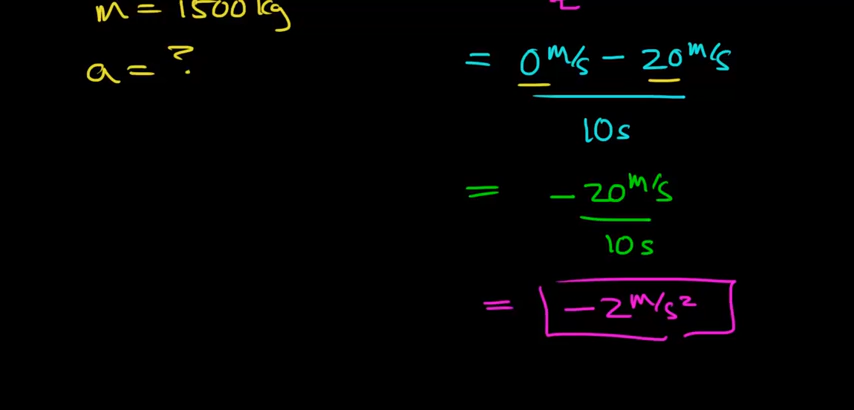 m = 1500 kg
a = ?
= 0 m/s - 20 m/s
10s
= - 20 m/s
10s
= - 2 m/s²